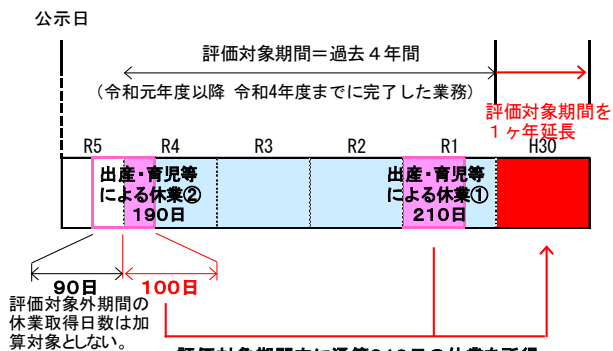 公示日
評価対象期間＝過去４年間
（令和元年度以降 令和4年度までに完了した業務）
評価対象期間を
１ヶ年延長
R5 R4 R3 R2 R1 H30
出産・育児等
による休業②
190日
出産・育児等
による休業①
210日
90日
100日
評価対象外期間の
休業取得日数は加
算対象としない。